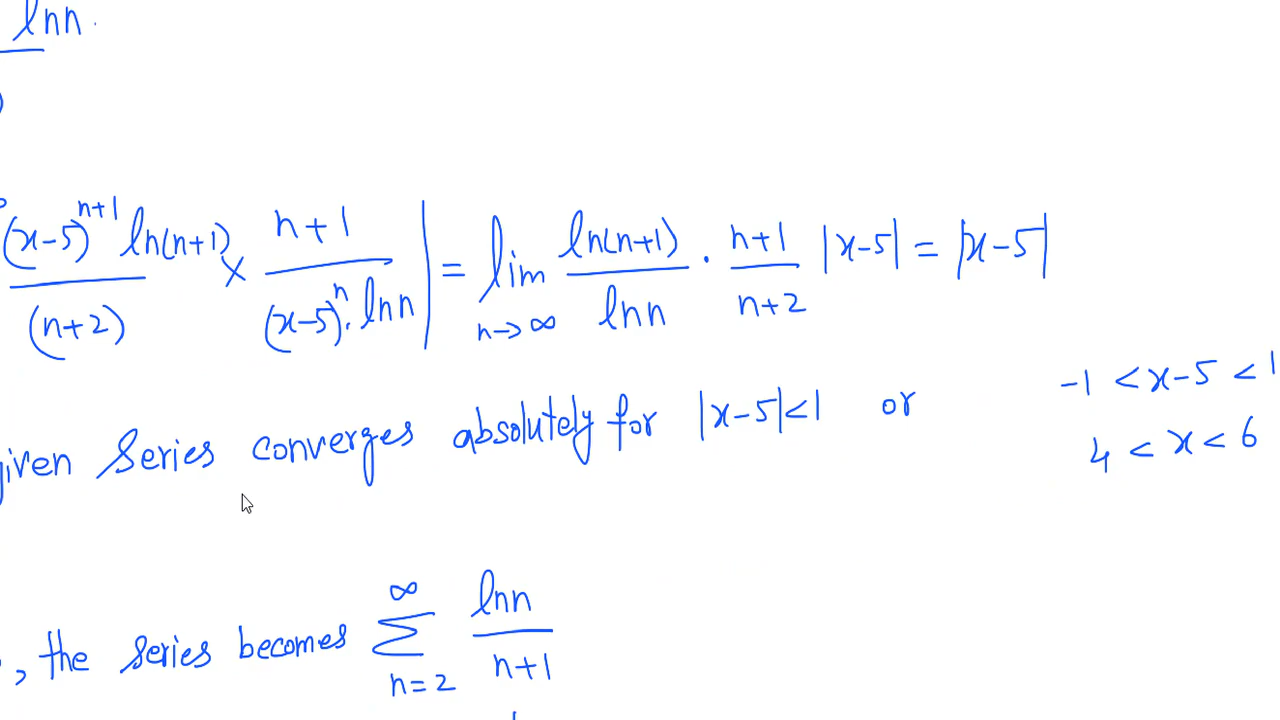 ln n.
(x-5)^{n+1} ln(n+1) / (n+2) × (n+1) / ((x-5)^n . ln n) | = lim_{n→∞} ln(n+1) / ln n . (n+1) / (n+2) |x-5| = |x-5|
given series converges absolutely for |x-5|<1 or -1 < x-5 < 1
4 < x < 6
, the series becomes ∑_{n=2}^{∞} ln n / (n+1)